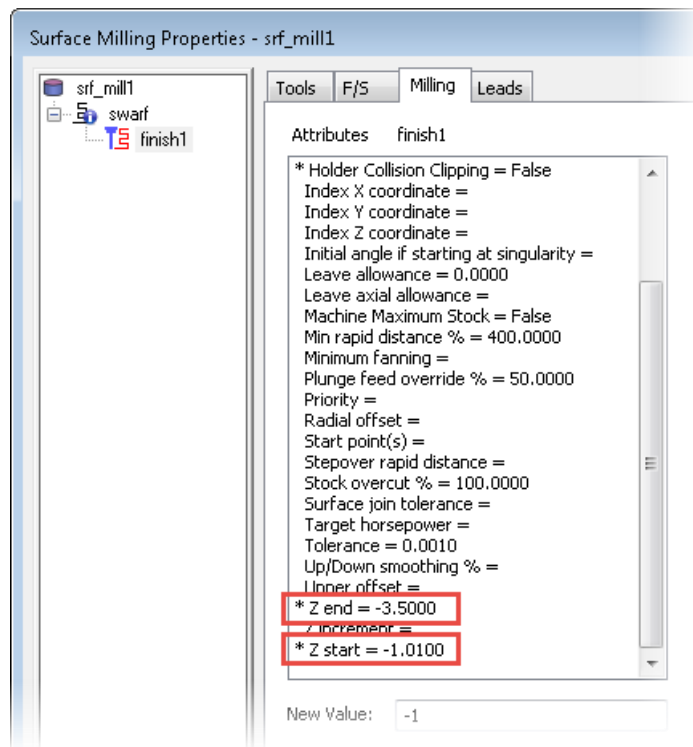 Surface Milling Properties - srf_mill1
srf_mill1
swarf
finish1
Tools F/S Milling Leads
Attributes finish1
* Holder Collision Clipping = False
Index X coordinate =
Index Y coordinate =
Index Z coordinate =
Initial angle if starting at singularity =
Leave allowance = 0.0000
Leave axial allowance =
Machine Maximum Stock = False
Min rapid distance % = 400.0000
Minimum fanning =
Plunge feed override % = 50.0000
Priority =
Radial offset =
Start point(s) =
Stepover rapid distance =
Stock overcut % = 100.0000
Surface join tolerance =
Target horsepower =
Tolerance = 0.0010
Up/Down smoothing % =
Upper offset =
* Z end = -3.5000
Z increment =
* Z start = -1.0100
New Value: -1